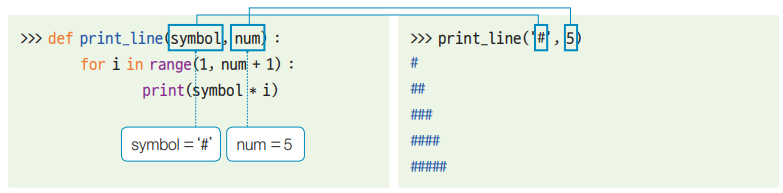 >>> def print_line(symbol, num) :
for i in range(1, num + 1) :
print(symbol * i)
symbol = ‘#’
num = 5
>>> print_line('#', 5)
#
##
###
####
#####